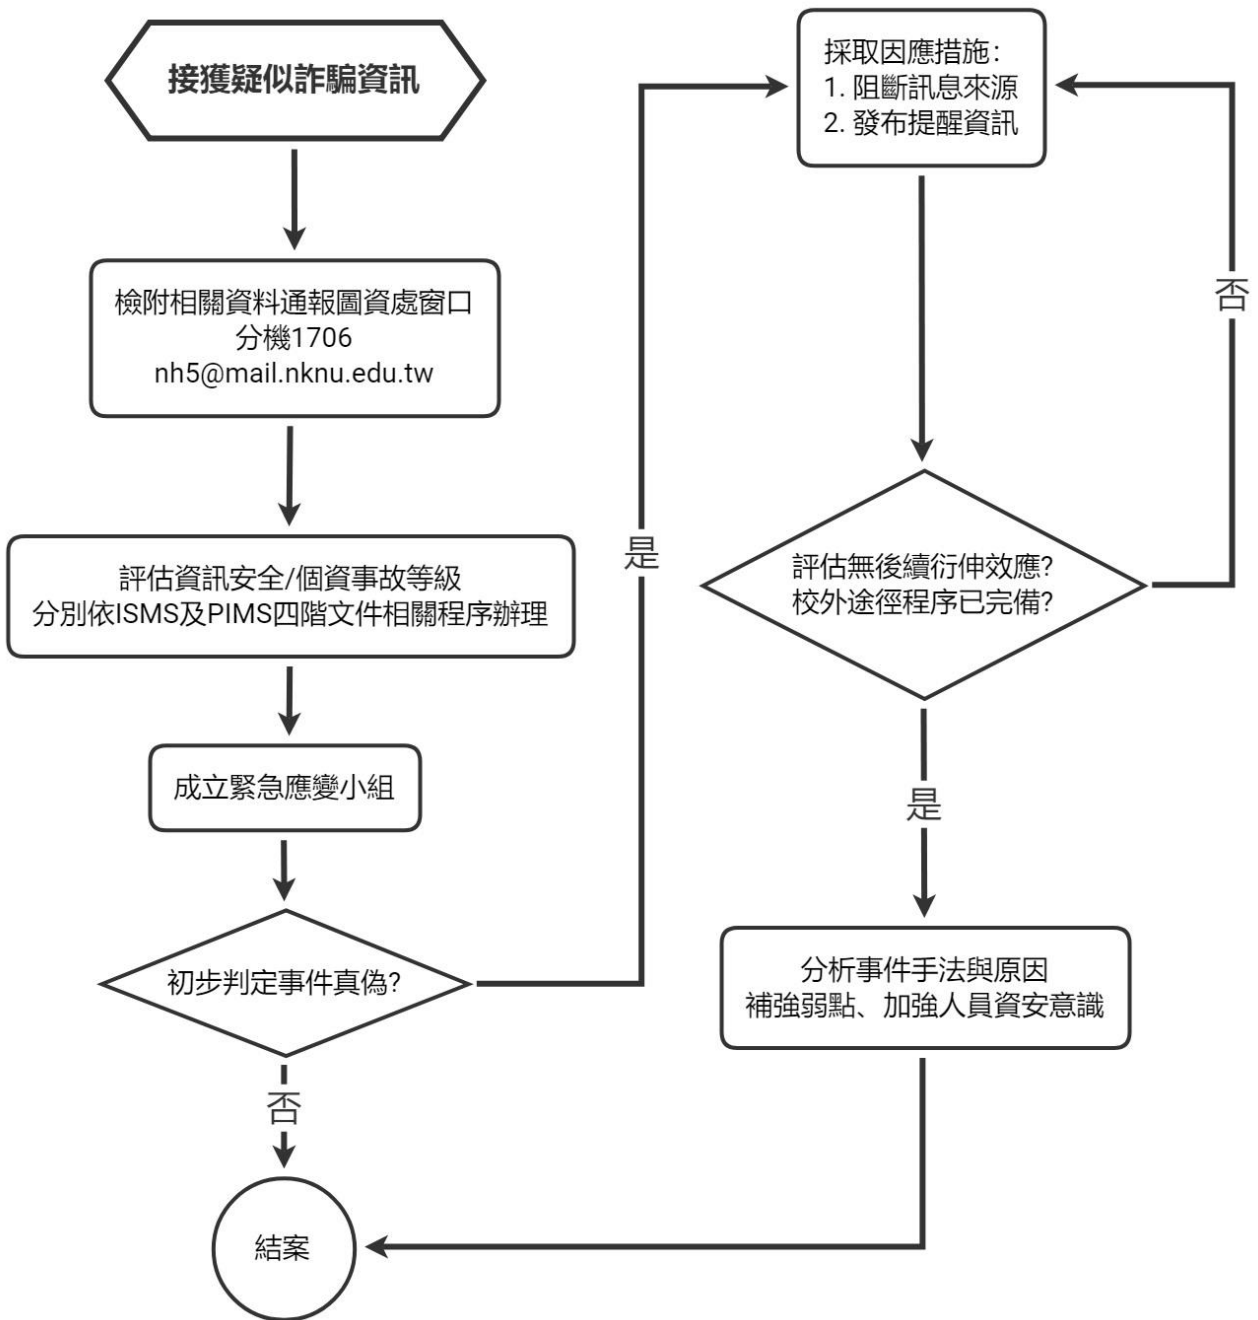 接獲疑似詐騙資訊
檢附相關資料通報圖資處窗口
分機1706
nh5@mail.nknu.edu.tw
評估資訊安全/個資事故等級
分別依ISMS及PIMS四階文件相關程序辦理
成立緊急應變小組
初步判定事件真偽?
否
結案
是
採取因應措施:
1. 阻斷訊息來源
2. 發布提醒資訊
否
評估無後續衍伸效應?
校外途徑程序已完備?
是
分析事件手法與原因
補強弱點、加強人員資安意識